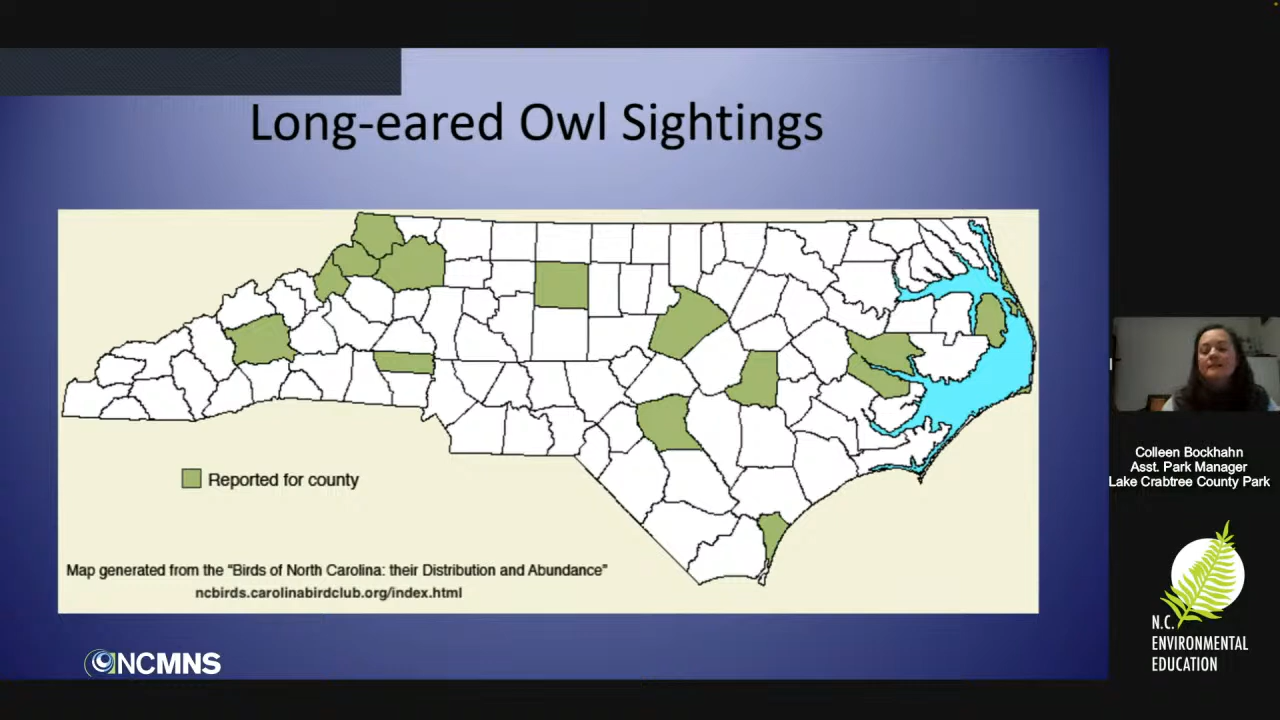 Long-eared Owl Sightings
Reported for county
Map generated from the “Birds of North Carolina: their Distribution and Abundance”
ncbirds.carolinabirdclub.org/index.html
NCMNS
Colleen Bockhahn
Asst. Park Manager
Lake Crabtree County Park
N.C.
ENVIRONMENTAL
EDUCATION